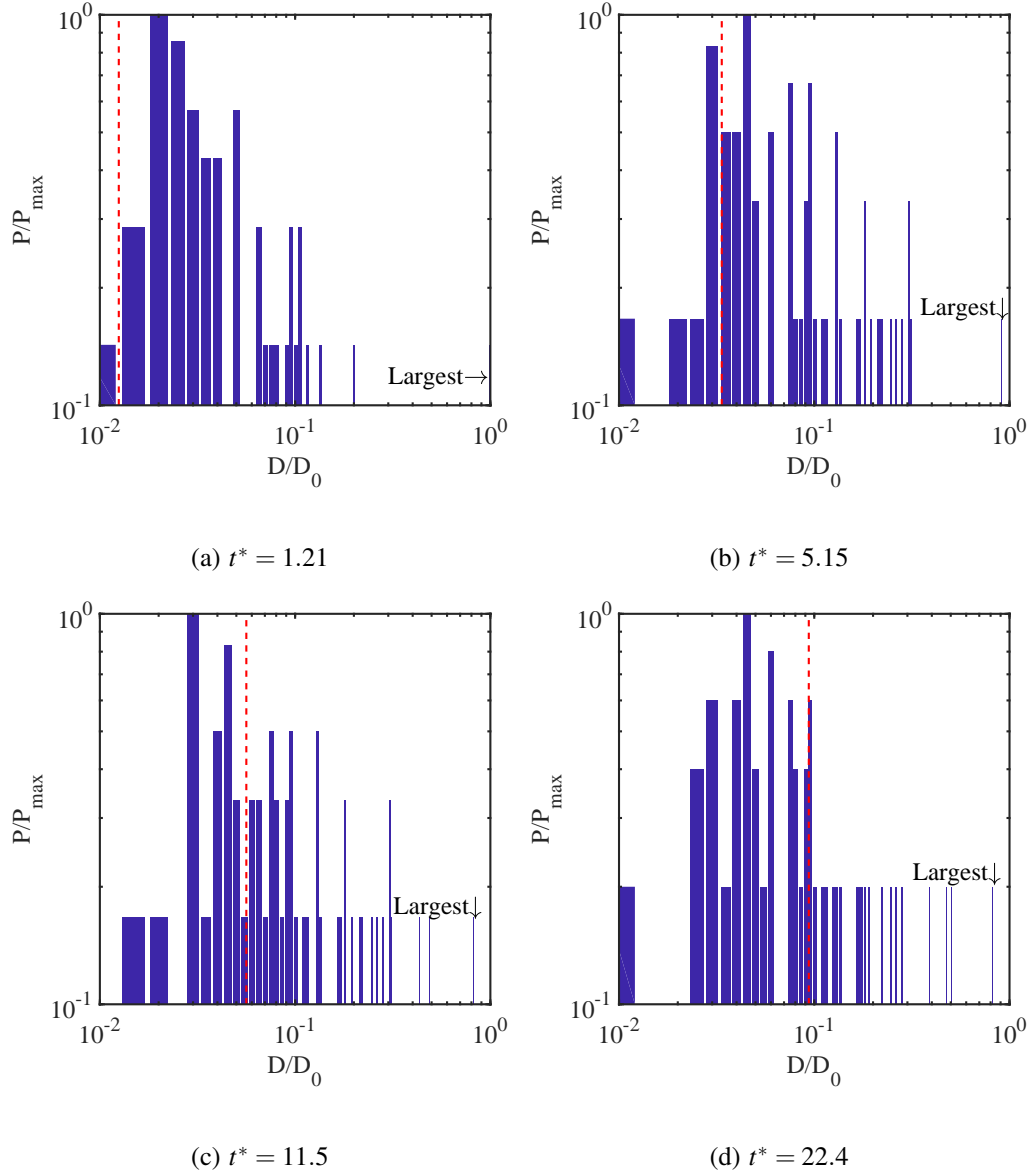 10^0
P/P_max
Largest→
10^-1
10^-2 10^-1 10^0
D/D_0
(a) t* = 1.21
10^0
P/P_max
Largest↓
10^-1
10^-2 10^-1 10^0
D/D_0
(b) t* = 5.15
10^0
P/P_max
Largest↓
10^-1
10^-2 10^-1 10^0
D/D_0
(c) t* = 11.5
10^0
P/P_max
Largest↓
10^-1
10^-2 10^-1 10^0
D/D_0
(d) t* = 22.4